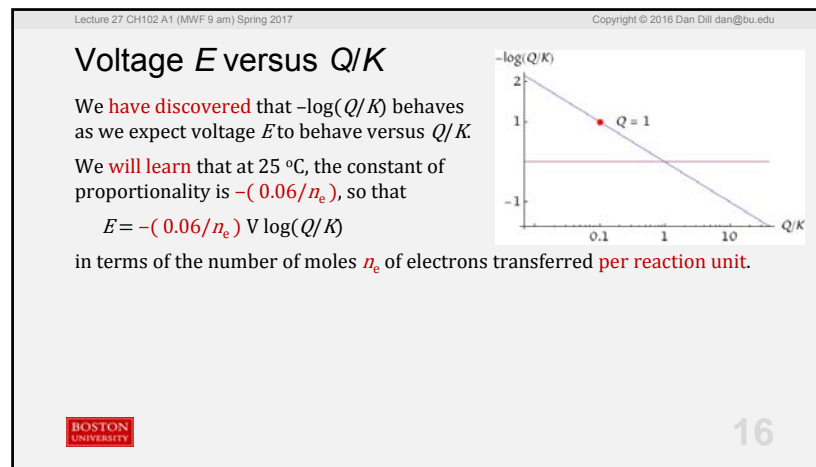 Lecture 27 CH102 A1 (MWF 9 am) Spring 2017
Copyright © 2016 Dan Dill dan@bu.edu
Voltage E versus Q/K
We have discovered that –log(Q/K) behaves
as we expect voltage E to behave versus Q/K.
We will learn that at 25 °C, the constant of
proportionality is –( 0.06/nₑ ), so that
E = –( 0.06/nₑ ) V log(Q/K)
in terms of the number of moles nₑ of electrons transferred per reaction unit.
−log(Q/K)
2
1
Q = 1
−1
0.1 1 10
Q/K
BOSTON
UNIVERSITY
16